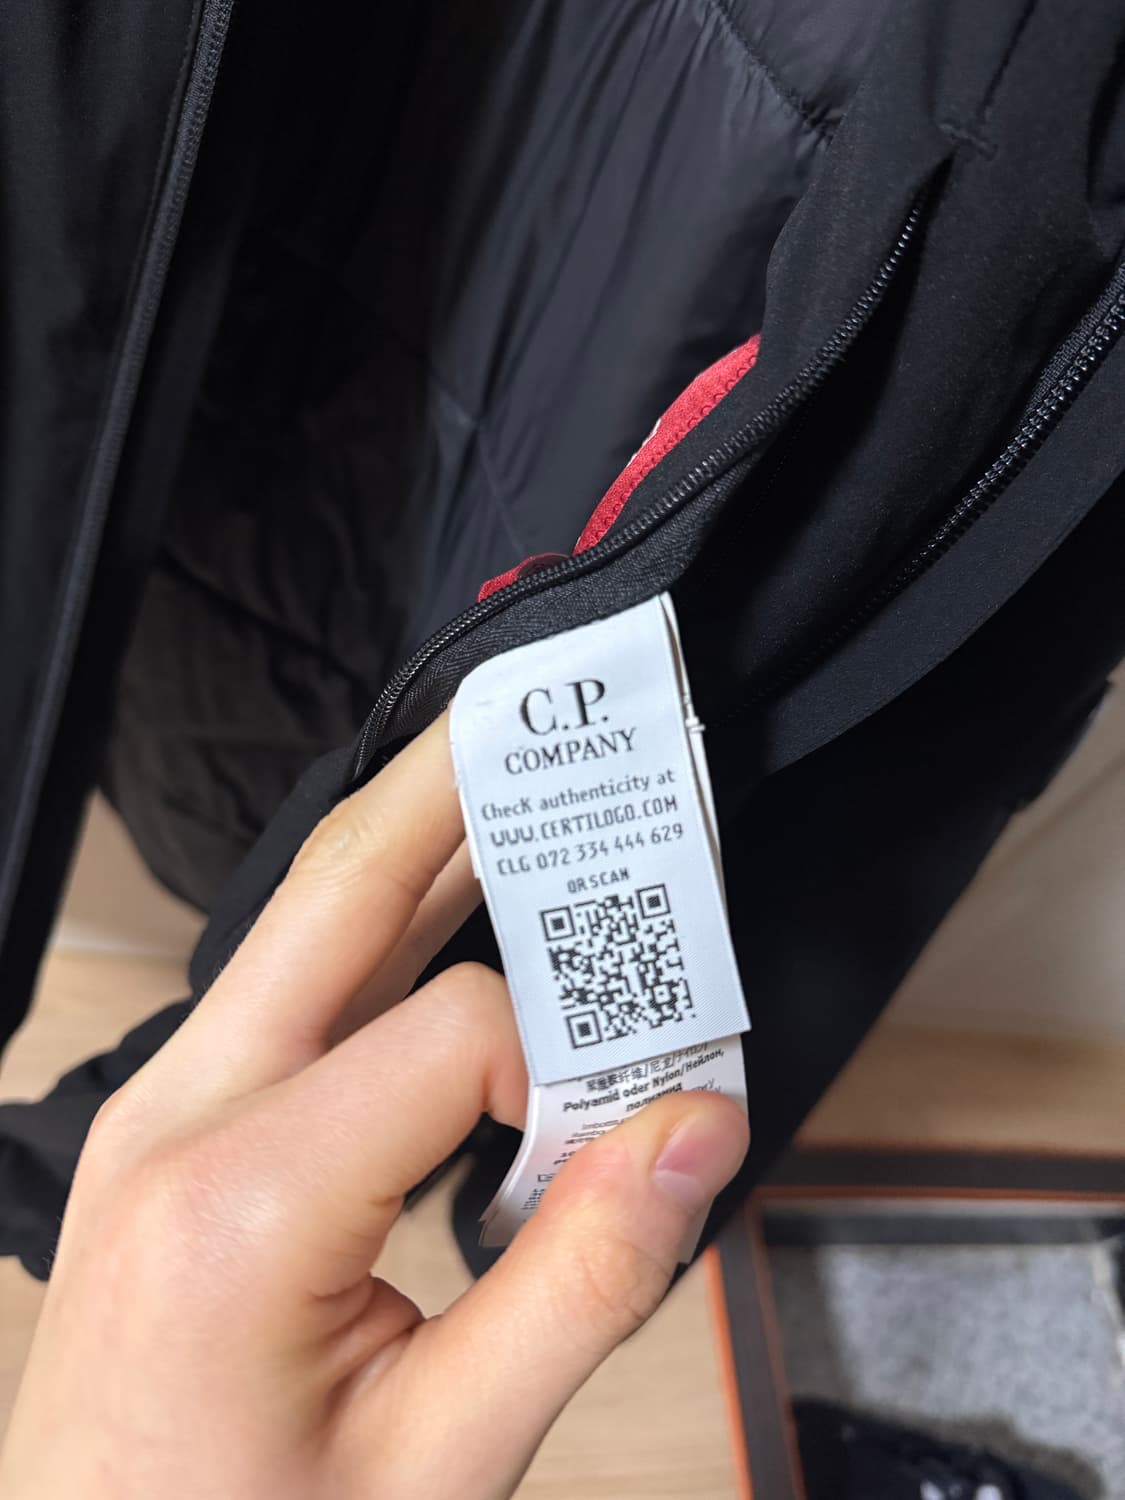 C.P.
COMPANY
Check authenticity at
WWW.CERTILOGO.COM
CLG 072 334 444 629
QR SCAN
Polyamid oder Nylon/Нейлон,